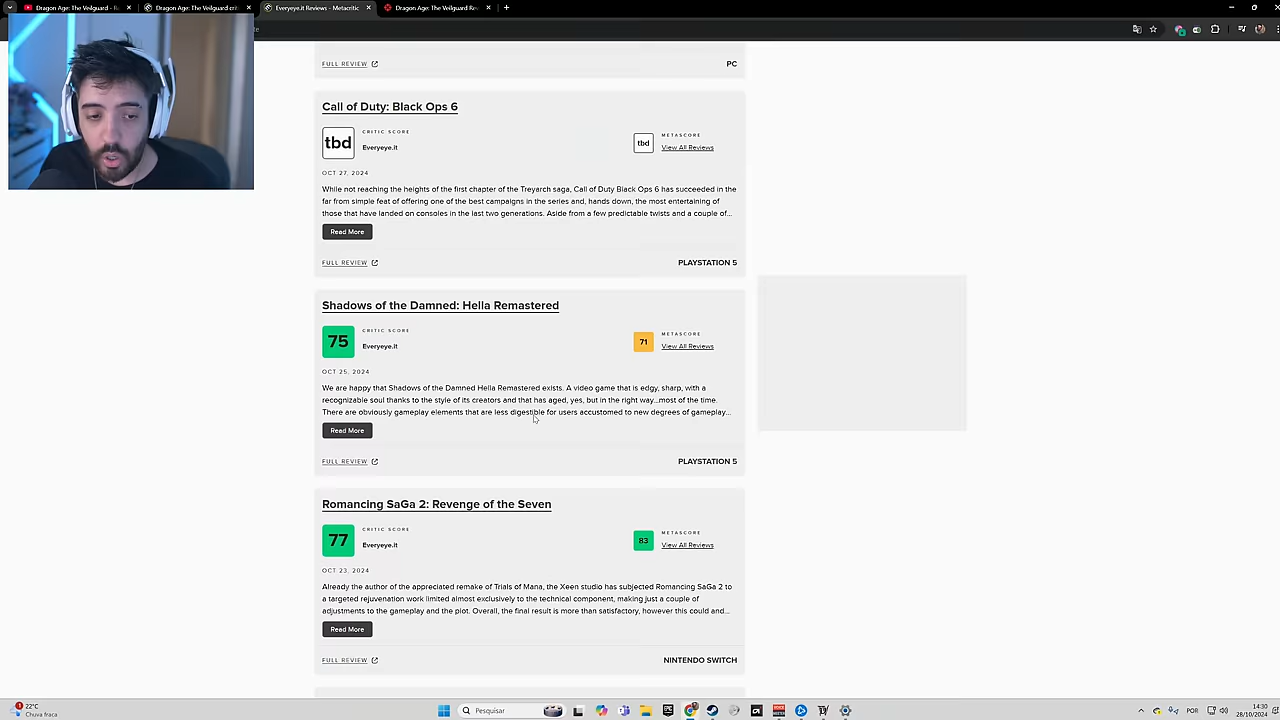 Dragon Age: The Veilguard - B
Dragon Age: The Veilguard crit
Everyeye.it Reviews - Metacritic
Dragon Age: The Veilguard Re
FULL REVIEW
PC
Call of Duty: Black Ops 6
tbd
CRITIC SCORE
Everyeye.it
tbd
METASCORE
View All Reviews
OCT 27, 2024
While not reaching the heights of the first chapter of the Treyarch saga, Call of Duty Black Ops 6 has succeeded in the
far from simple feat of offering one of the best campaigns in the series and, hands down, the most entertaining of
those that have landed on consoles in the last two generations. Aside from a few predictable twists and a couple of...
Read More
FULL REVIEW
PLAYSTATION 5
Shadows of the Damned: Hella Remastered
75
CRITIC SCORE
Everyeye.it
71
METASCORE
View All Reviews
OCT 25, 2024
We are happy that Shadows of the Damned Hella Remastered exists. A video game that is edgy, sharp, with a
recognizable soul thanks to the style of its creators and that has aged, yes, but in the right way...most of the time.
There are obviously gameplay elements that are less digestible for users accustomed to new degrees of gameplay...
Read More
FULL REVIEW
PLAYSTATION 5
Romancing SaGa 2: Revenge of the Seven
77
CRITIC SCORE
Everyeye.it
83
METASCORE
View All Reviews
OCT 23, 2024
Already the author of the appreciated remake of Trials of Mana, the Xeen studio has subjected Romancing SaGa 2 to
a targeted rejuvenation work limited almost exclusively to the technical component, making just a couple of
adjustments to the gameplay and the plot. Overall, the final result is more than satisfactory, however this could and...
Read More
FULL REVIEW
NINTENDO SWITCH
22°C
Chuva fraca
Pesquisar
POR
14:30
28/10/2024